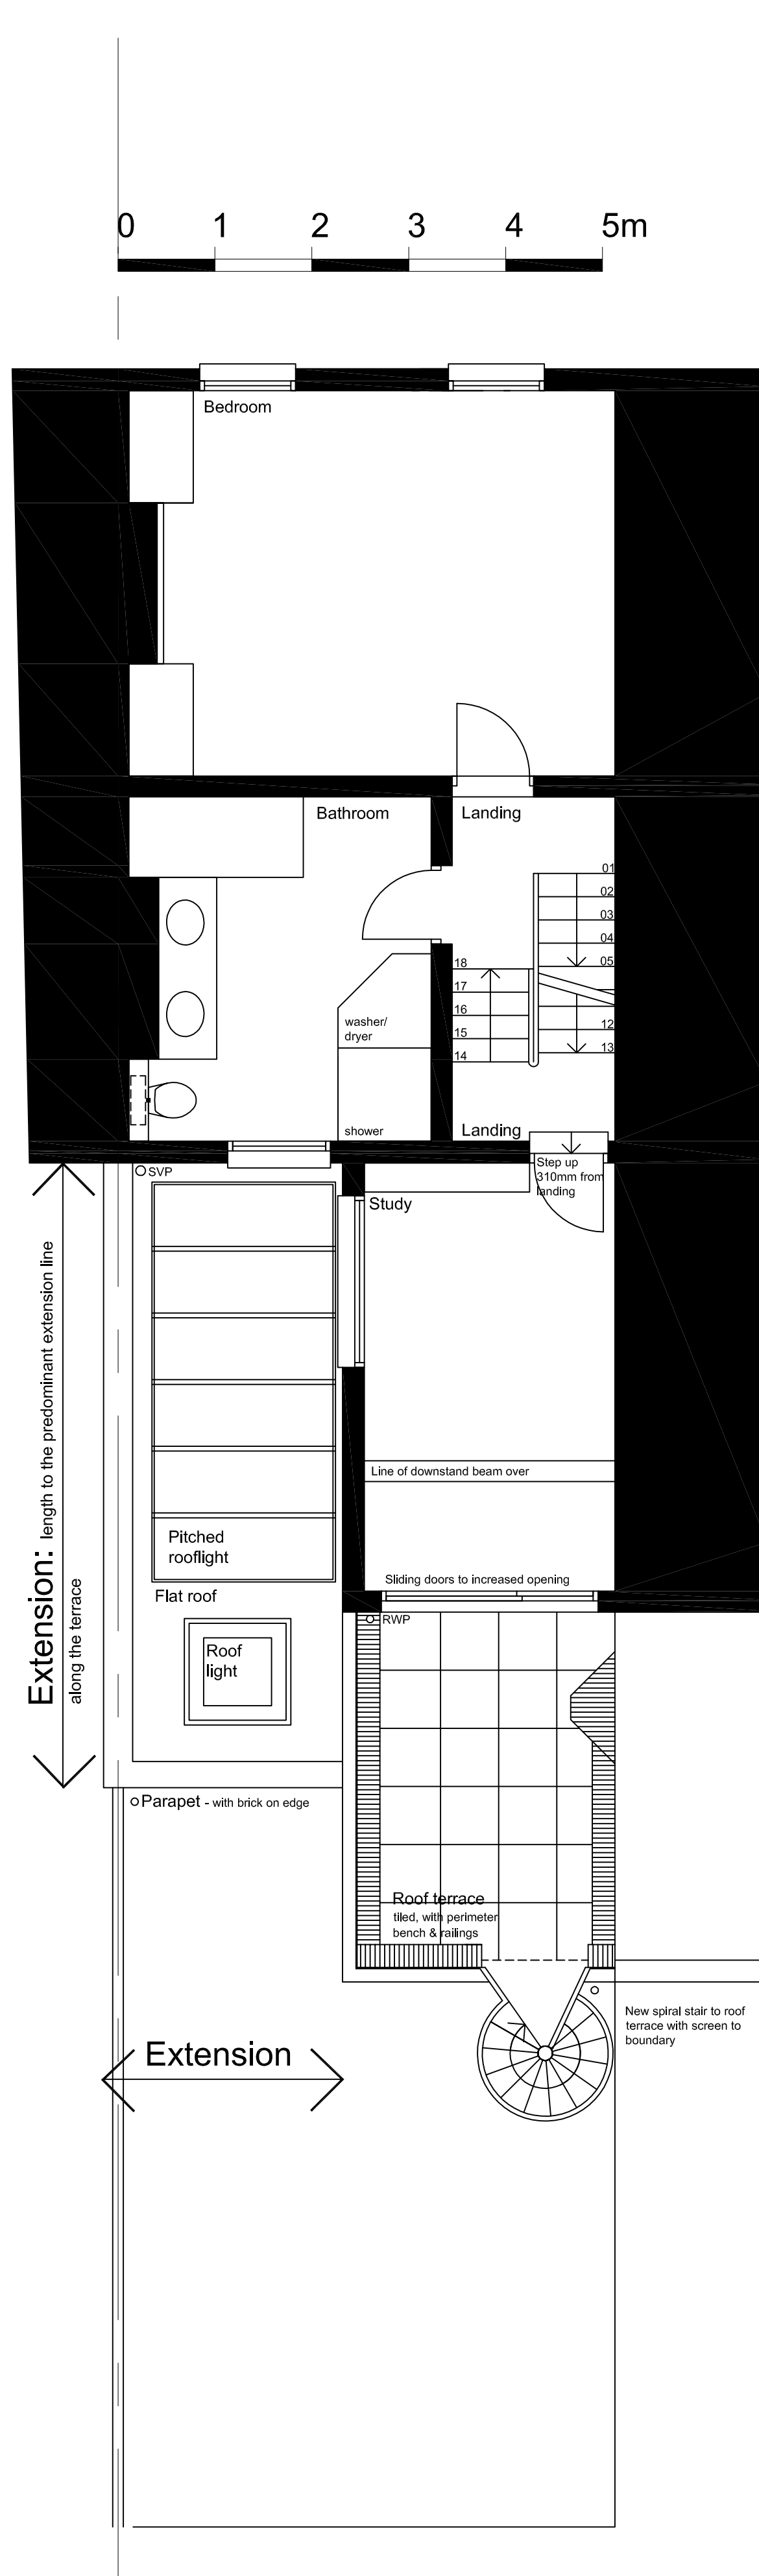 0 1 2 3 4 5m
Bedroom
Bathroom
Landing
01
02
03
04
05
12
13
18
17
16
15
14
washer/
dryer
shower
Landing
Step up
310mm from
landing
SVP
Study
Extension: length to the predominant extension line
along the terrace
Line of downstand beam over
Pitched
rooflight
Sliding doors to increased opening
Flat roof
RWP
Roof
light
Parapet - with brick on edge
Roof terrace
tiled, with perimeter
bench & railings
New spiral stair to roof
terrace with screen to
boundary
Extension